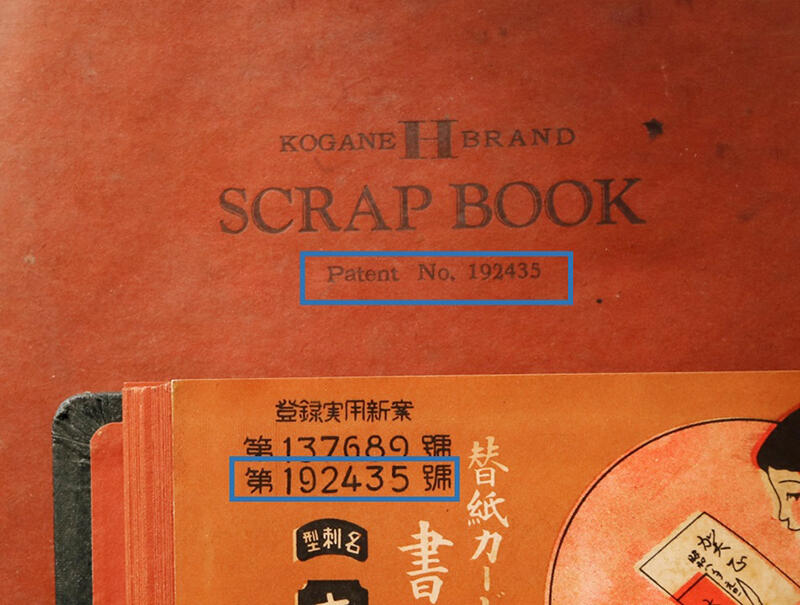 KOGANE H BRAND
SCRAP BOOK
Patent No. 192435
登録実用新案
第137689號
第192435號
替紙カード
名刺型
書